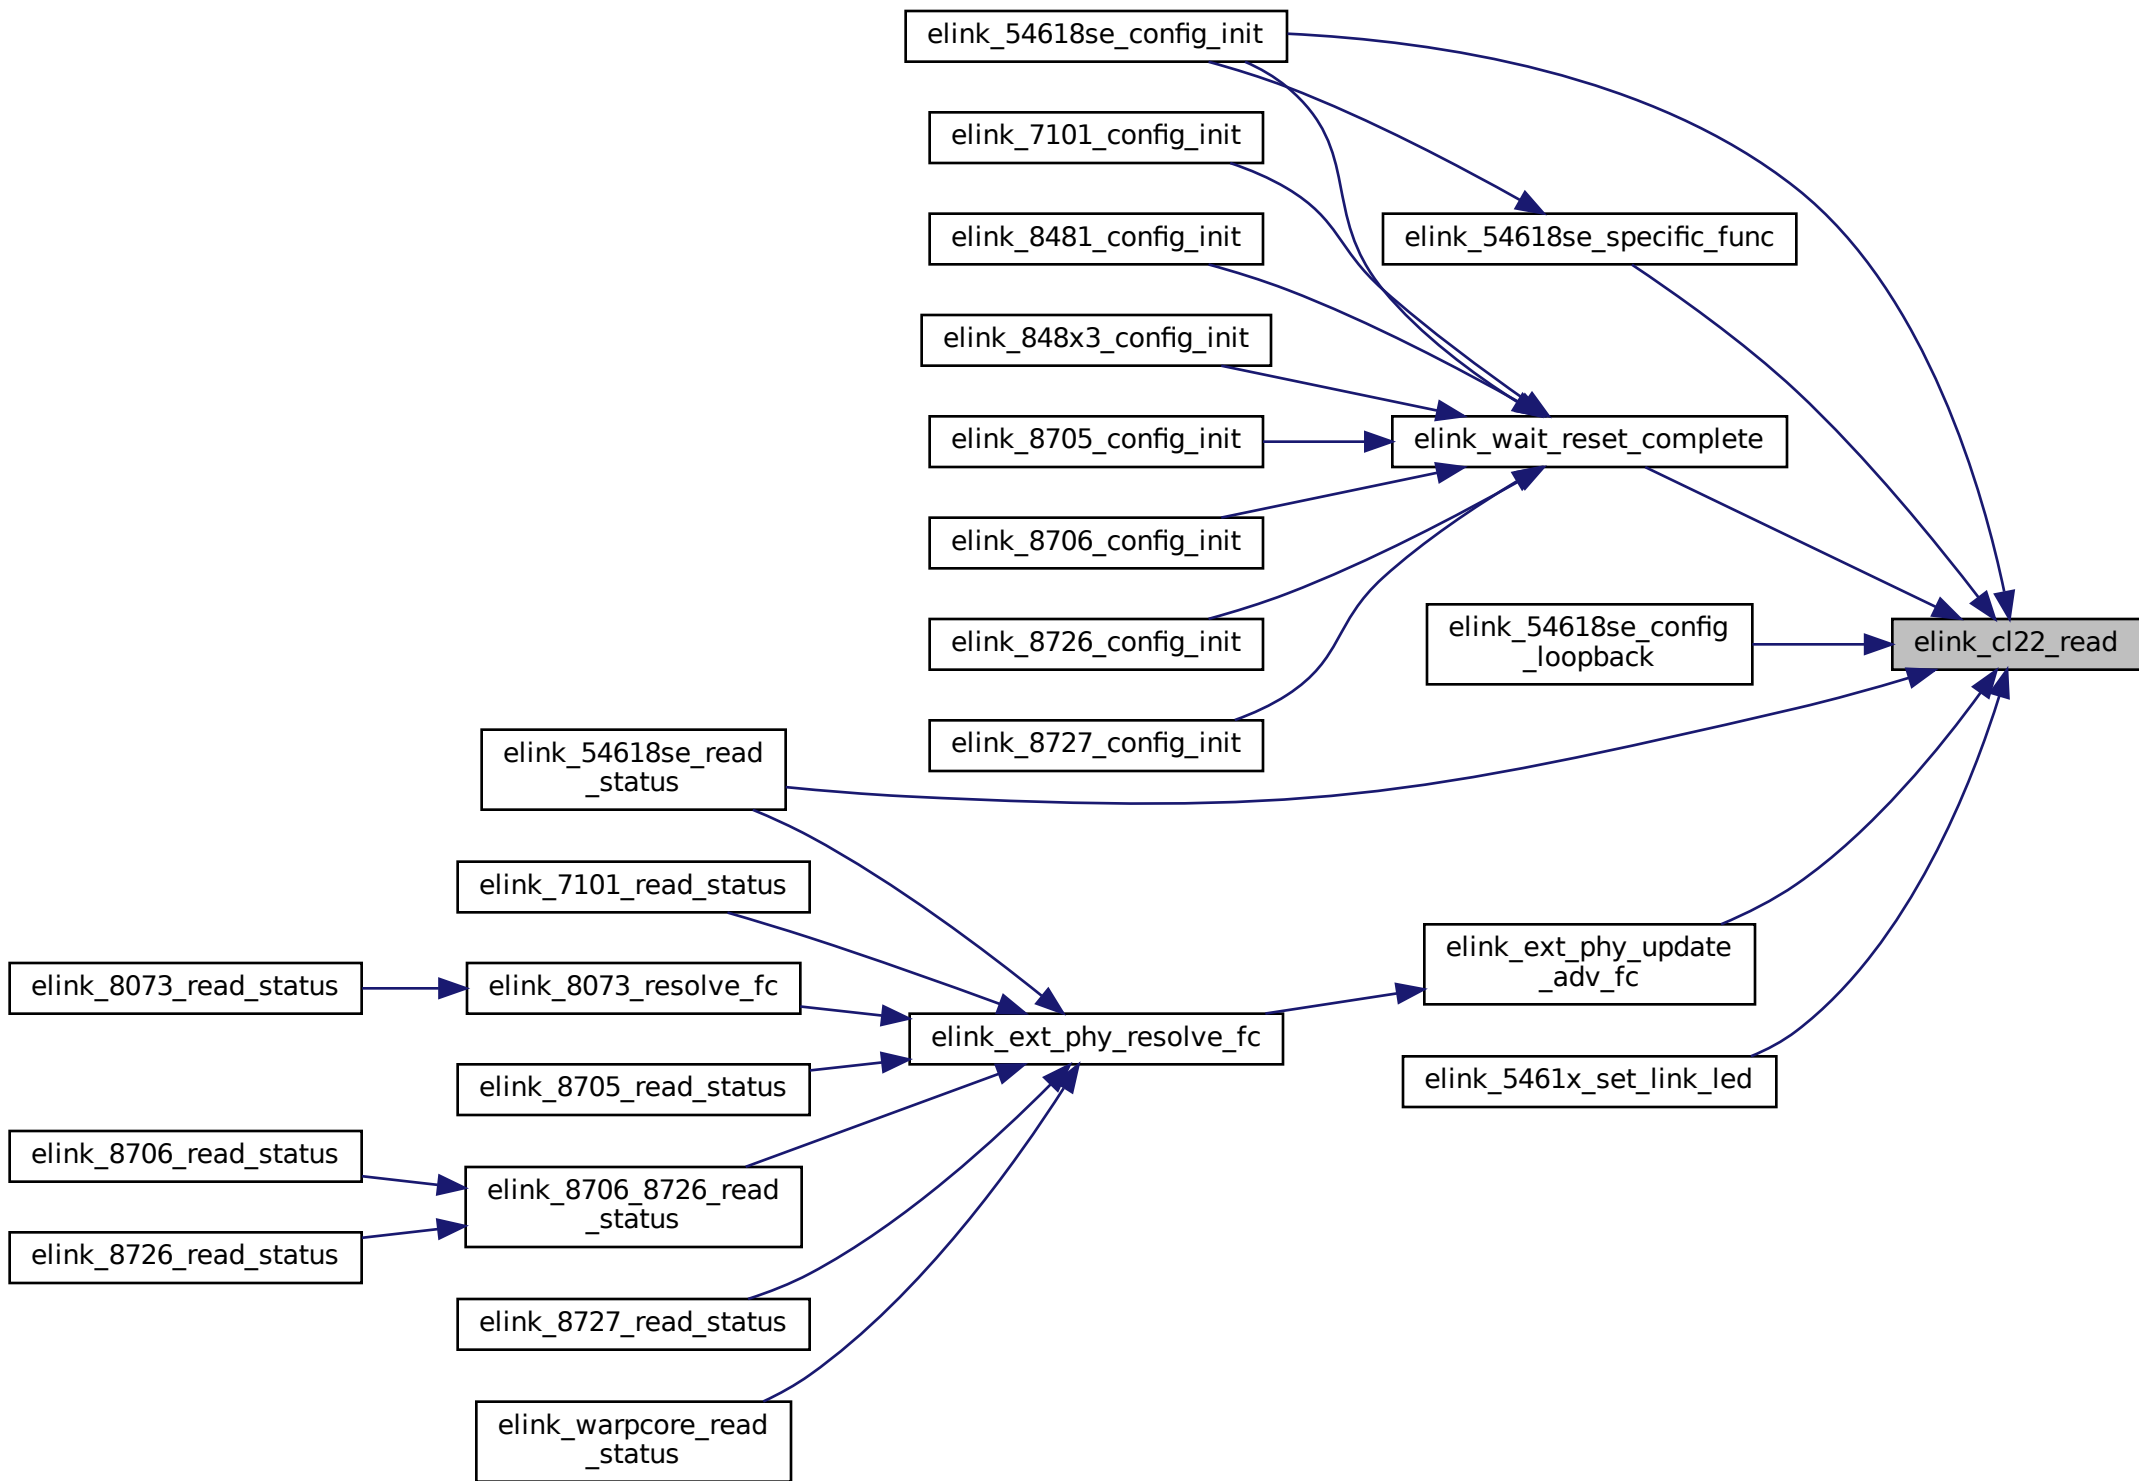 elink_54618se_config_init
elink_7101_config_init
elink_8481_config_init
elink_54618se_specific_func
elink_848x3_config_init
elink_8705_config_init
elink_wait_reset_complete
elink_8706_config_init
elink_8726_config_init
elink_54618se_config
_loopback
elink_cl22_read
elink_8727_config_init
elink_54618se_read
_status
elink_7101_read_status
elink_ext_phy_update
_adv_fc
elink_8073_read_status
elink_8073_resolve_fc
elink_ext_phy_resolve_fc
elink_8705_read_status
elink_5461x_set_link_led
elink_8706_read_status
elink_8706_8726_read
_status
elink_8726_read_status
elink_8727_read_status
elink_warpcore_read
_status